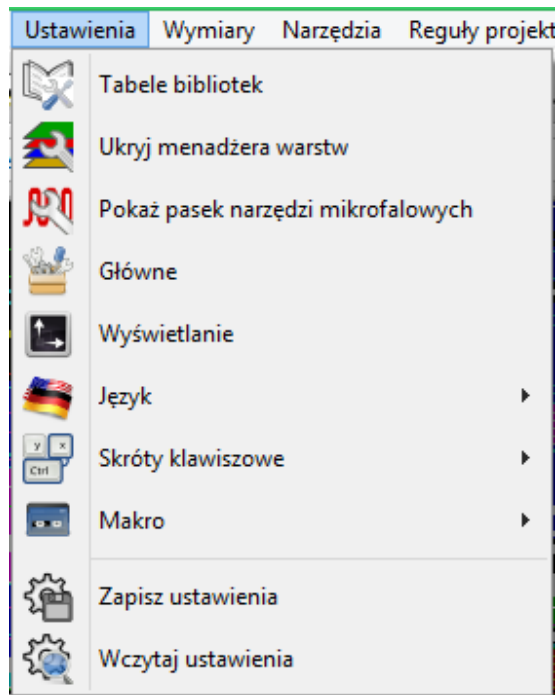 Ustawienia Wymiary Narzędzia Reguły projekt
Tabele bibliotek
Ukryj menadżera warstw
Pokaż pasek narzędzi mikrofalowych
Główne
Wyświetlanie
Język
y x
Ctrl
Skróty klawiszowe
Makro
Zapisz ustawienia
Wczytaj ustawienia